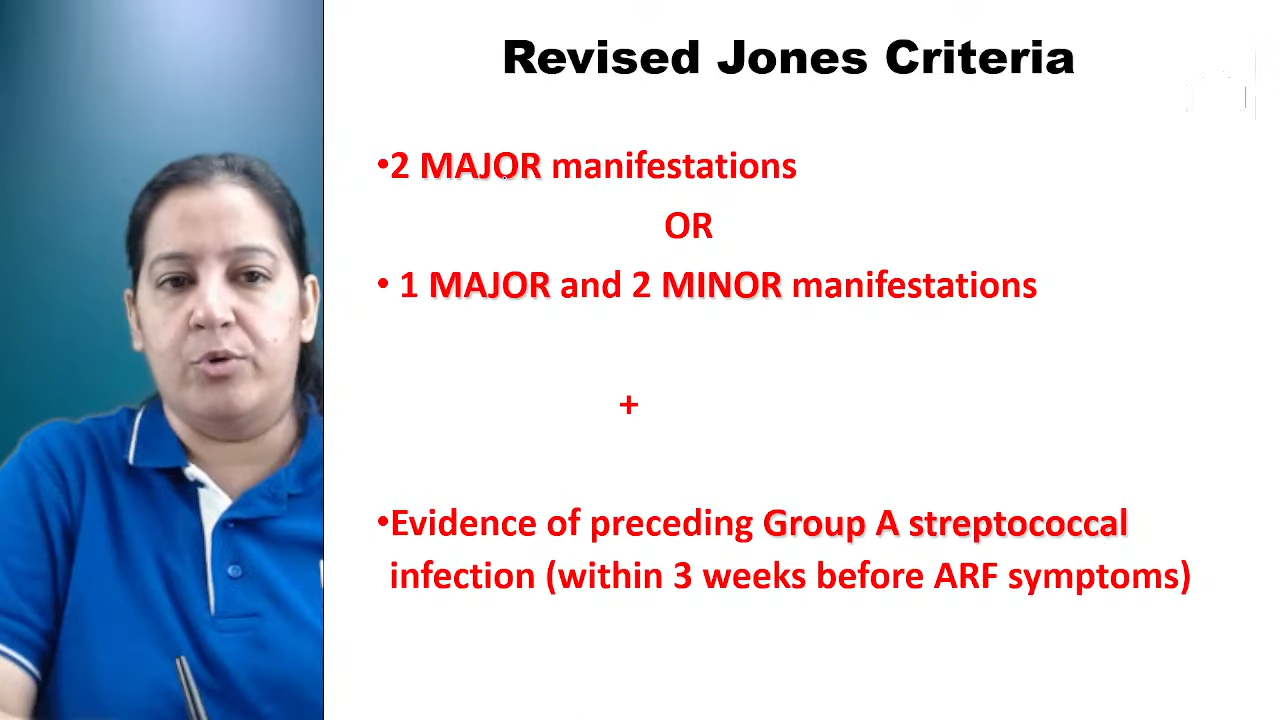 Revised Jones Criteria
•2 MAJOR manifestations
OR
• 1 MAJOR and 2 MINOR manifestations
+
•Evidence of preceding Group A streptococcal
infection (within 3 weeks before ARF symptoms)